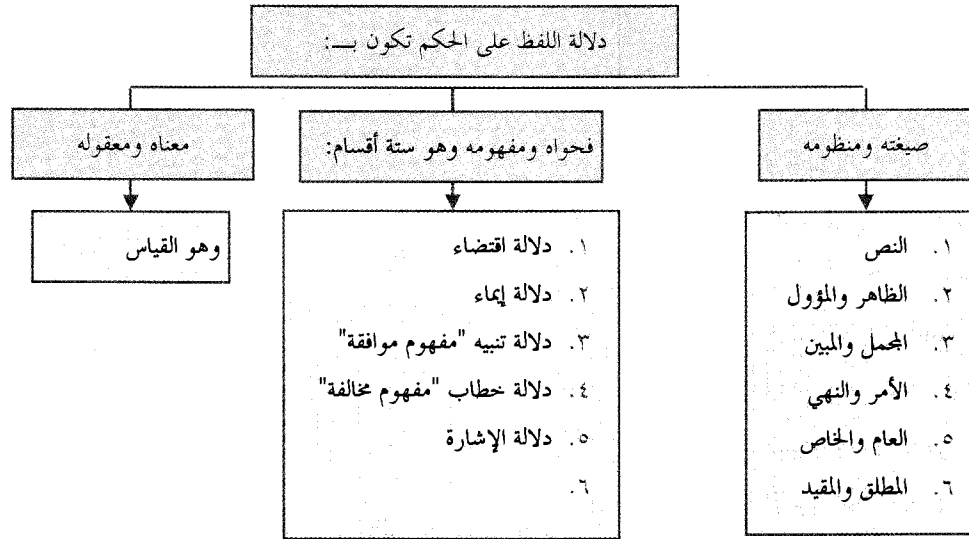 دلالة اللفظ على الحكم تكون بـــ:
صيغته ومنظومه
فحواه ومفهومه وهو ستة أقسام:
معناه ومعقوله
١. النص
٢. الظاهر والمؤول
٣. المجمل والمبين
٤. الأمر والنهي
٥. العام والخاص
٦. المطلق والمقيد
١. دلالة اقتضاء
٢. دلالة إيماء
٣. دلالة تنبيه "مفهوم موافقة"
٤. دلالة خطاب "مفهوم مخالفة"
٥. دلالة الإشارة
٦.
وهو القياس